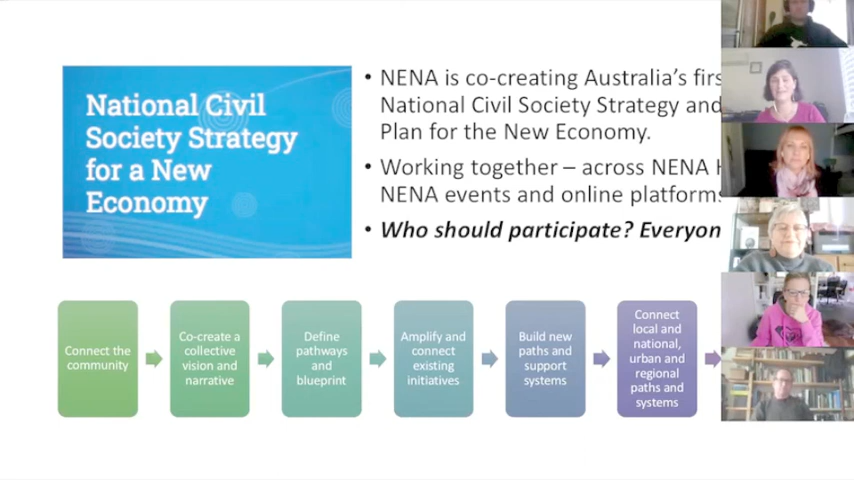 National Civil
Society Strategy
for a New
Economy
• NENA is co-creating Australia's firs
National Civil Society Strategy and
Plan for the New Economy.
• Working together – across NENA H
NENA events and online platforms
• Who should participate? Everyon
Connect the
community
Co-create a
collective
vision and
narrative
Define
pathways
and
blueprint
Amplify and
connect
existing
initiatives
Build new
paths and
support
systems
Connect
local and
national,
urban and
regional
paths and
systems